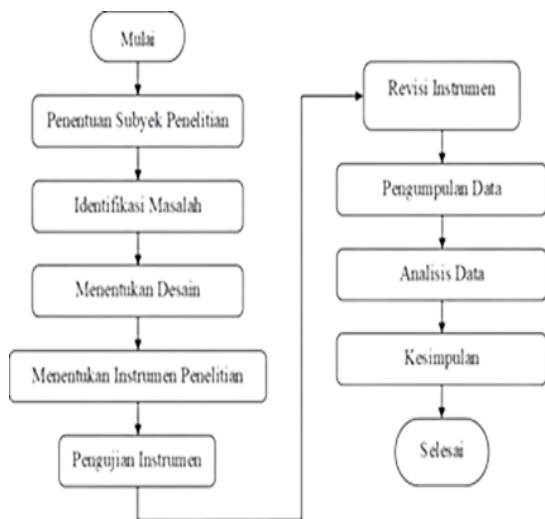 Mulai
Penentuan Subyek Penelitian
Identifikasi Masalah
Menentukan Desain
Menentukan Instrumen Penelitian
Pengujian Instrumen
Revisi Instrumen
Pengumpulan Data
Analisis Data
Kesimpulan
Selesai